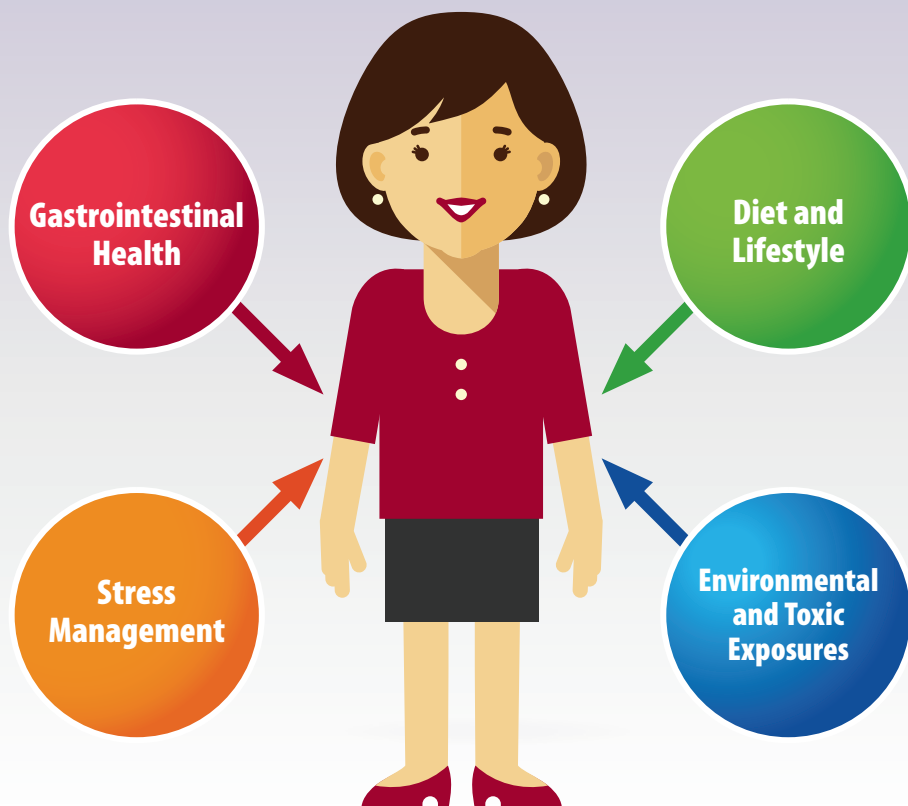 Gastrointestinal
Health
Diet and
Lifestyle
Stress
Management
Environmental
and Toxic
Exposures